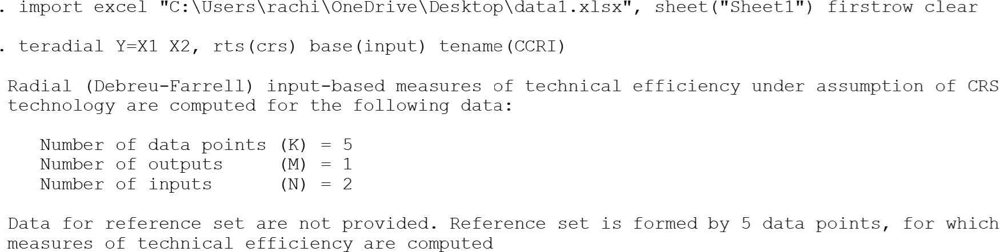 . import excel "C:\Users\rachi\OneDrive\Desktop\data1.xlsx", sheet("Sheet1") firstrow clear
. teradial Y=X1 X2, rts(crs) base(input) tename(CCRI)
Radial (Debreu-Farrell) input-based measures of technical efficiency under assumption of CRS
technology are computed for the following data:
Number of data points (K) = 5
Number of outputs (M) = 1
Number of inputs (N) = 2
Data for reference set are not provided. Reference set is formed by 5 data points, for which
measures of technical efficiency are computed